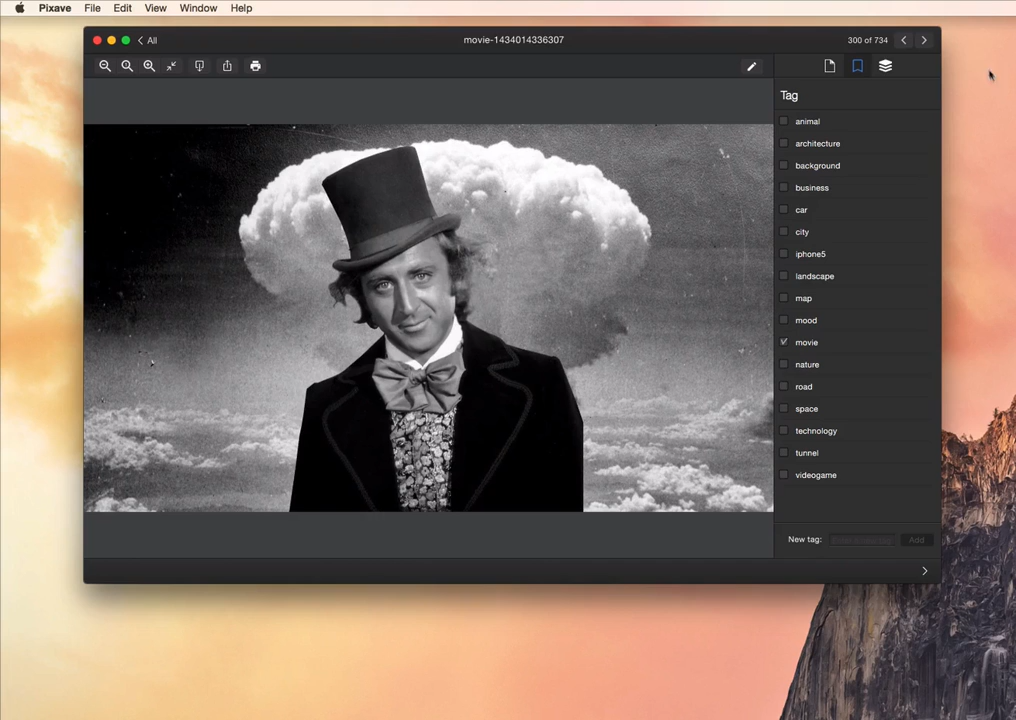 Pixave File Edit View Window Help
All
movie-1434014336307
300 of 734
Tag
animal
architecture
background
business
car
city
iphone5
landscape
map
mood
movie
nature
road
space
technology
tunnel
videogame
New tag:
Add